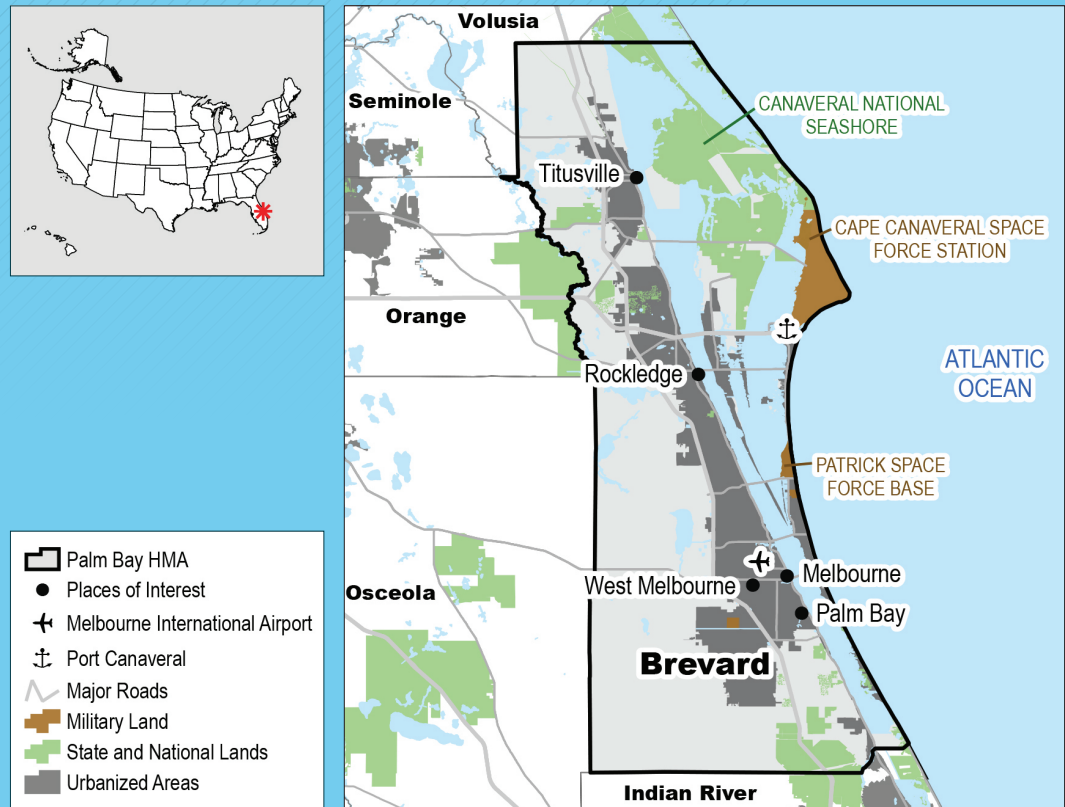 Volusia
Seminole
CANAVERAL NATIONAL
SEASHORE
Titusville
CAPE CANAVERAL SPACE
FORCE STATION
Orange
ATLANTIC
OCEAN
Rockledge
PATRICK SPACE
FORCE BASE
Melbourne
West Melbourne
Osceola
Palm Bay
Brevard
Indian River
Palm Bay HMA
Places of Interest
Melbourne International Airport
Port Canaveral
Major Roads
Military Land
State and National Lands
Urbanized Areas